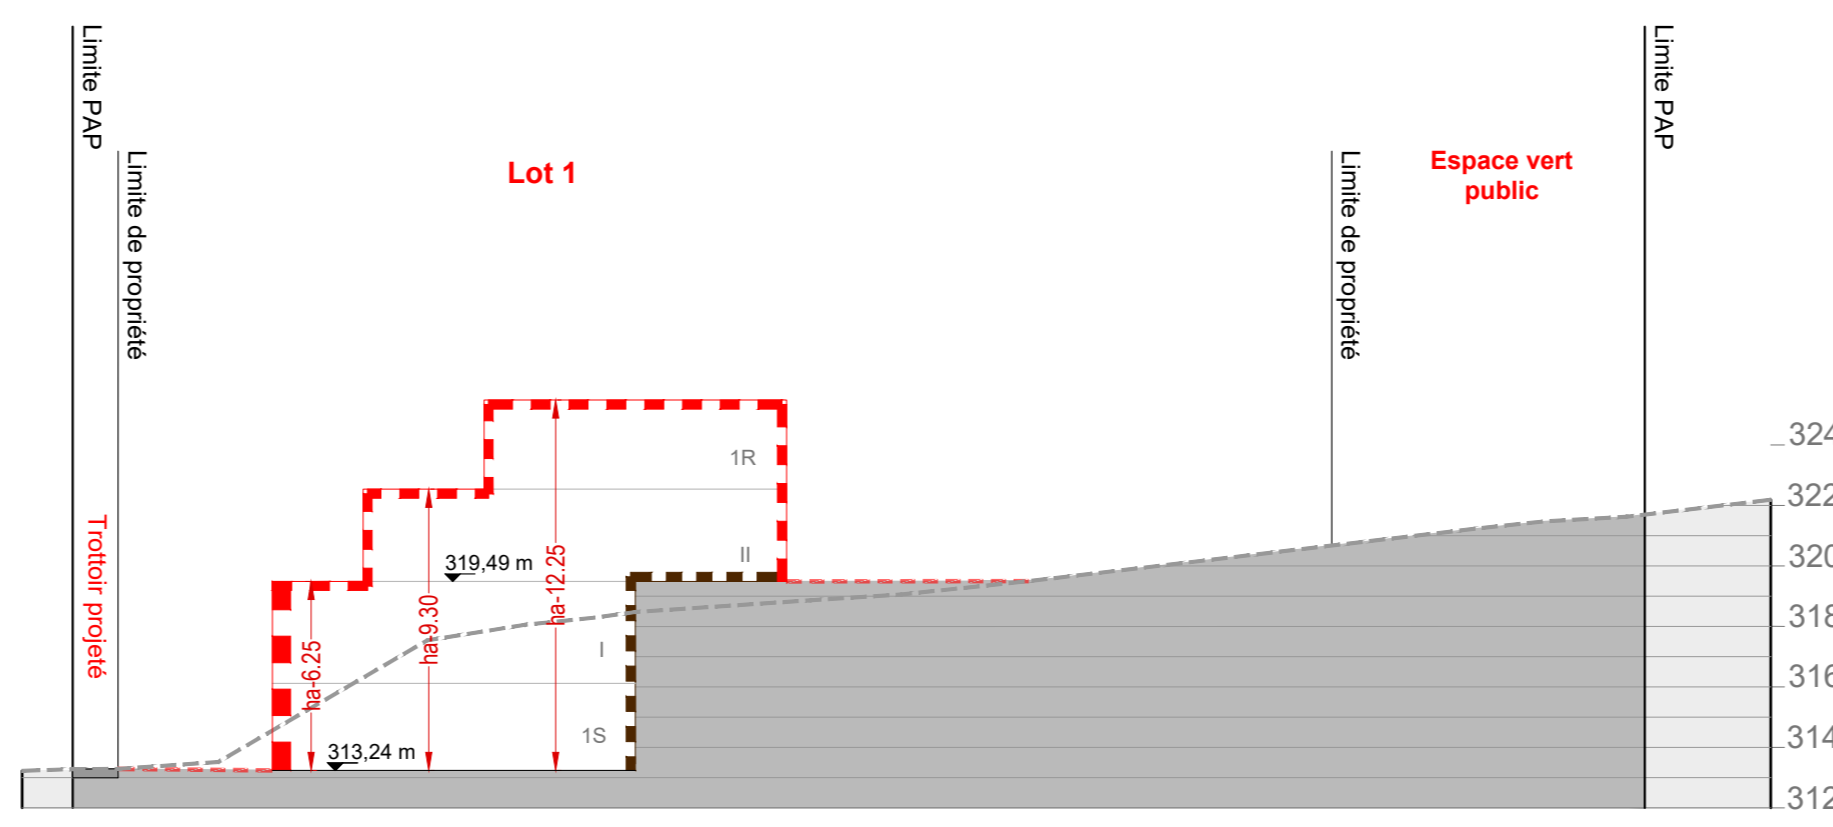 Limite PAP
Limite de propriété
Lot 1
Limite de propriété
Espace vert
public
Limite PAP
Trottoir projeté
1R
II
I
1S
319,49 m
313,24 m
ha-6.25
ha-9.30
ha-12.25
324
322
320
318
316
314
312